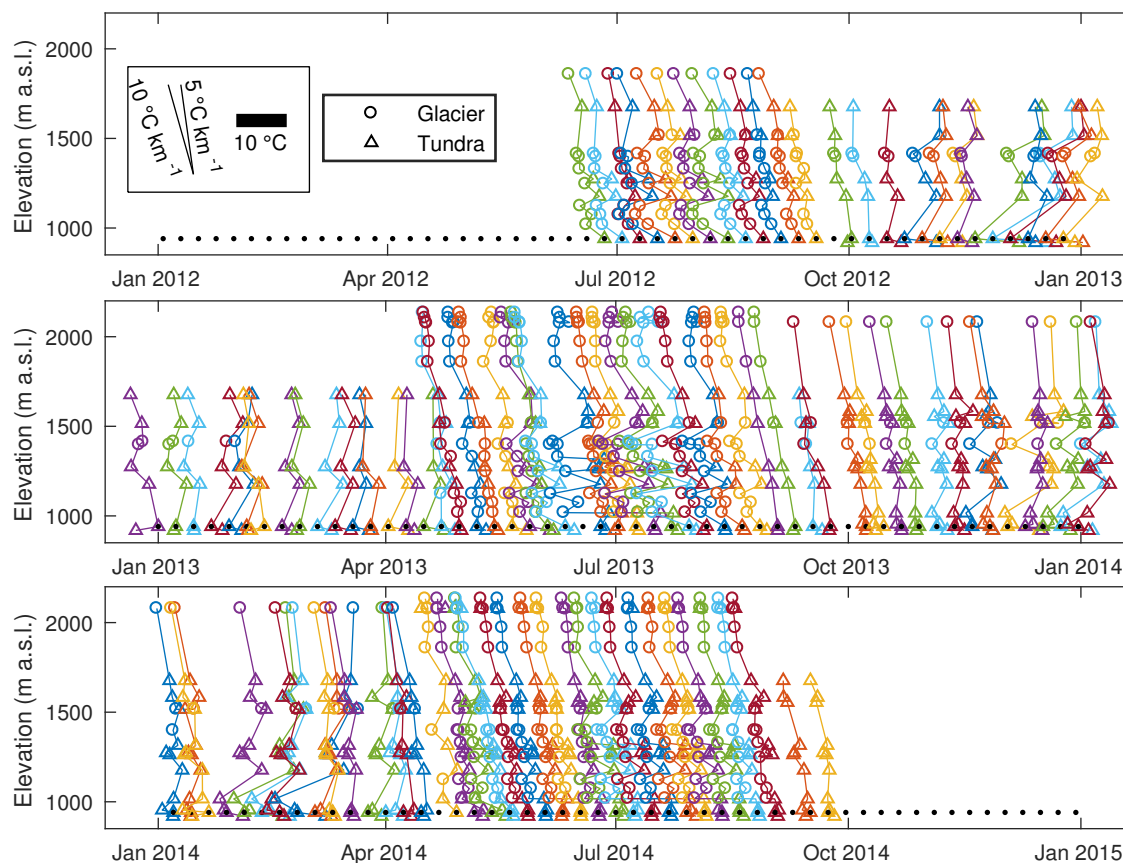 Elevation (m a.s.l.)
2000
1500
1000
10 °C km⁻¹
5 °C km⁻¹
10 °C
Glacier
Tundra
Jan 2012
Apr 2012
Jul 2012
Oct 2012
Jan 2013
Elevation (m a.s.l.)
2000
1500
1000
Jan 2013
Apr 2013
Jul 2013
Oct 2013
Jan 2014
Elevation (m a.s.l.)
2000
1500
1000
Jan 2014
Apr 2014
Jul 2014
Oct 2014
Jan 2015